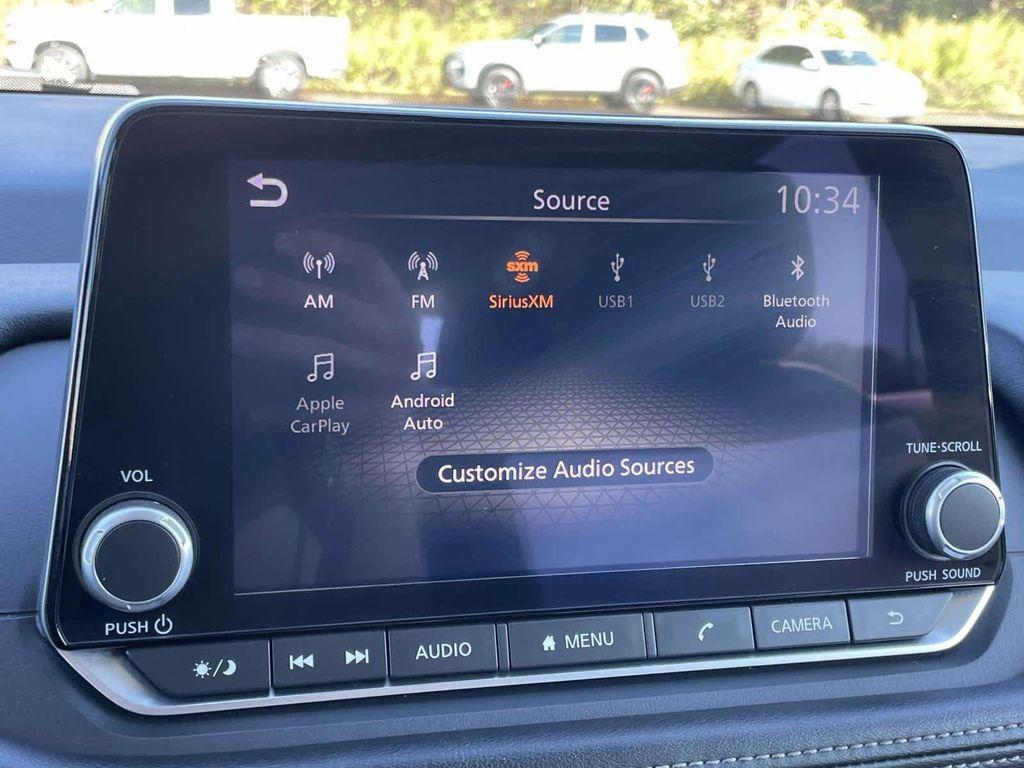 Source
10:34
AM
FM
sxm
SiriusXM
USB1
USB2
Bluetooth
Audio
Apple
CarPlay
Android
Auto
Customize Audio Sources
VOL
PUSH
TUNE·SCROLL
PUSH SOUND
AUDIO
MENU
CAMERA